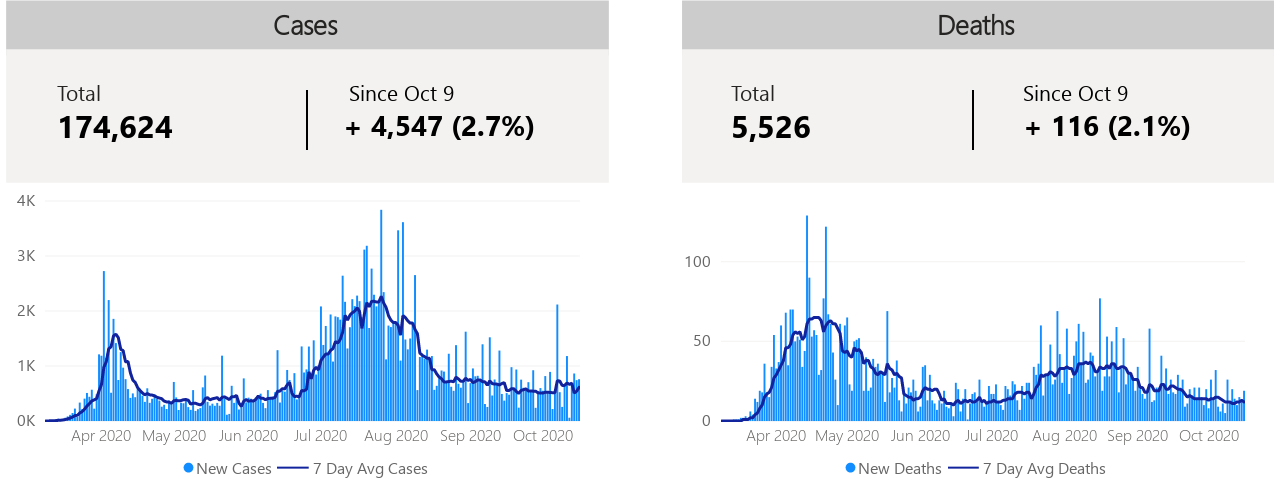 Cases
Total
174,624
Since Oct 9
+ 4,547 (2.7%)
4K
3K
2K
1K
0K
Apr 2020 May 2020 Jun 2020 Jul 2020 Aug 2020 Sep 2020 Oct 2020
New Cases 7 Day Avg Cases
Deaths
Total
5,526
Since Oct 9
+ 116 (2.1%)
100
50
0
Apr 2020 May 2020 Jun 2020 Jul 2020 Aug 2020 Sep 2020 Oct 2020
New Deaths 7 Day Avg Deaths